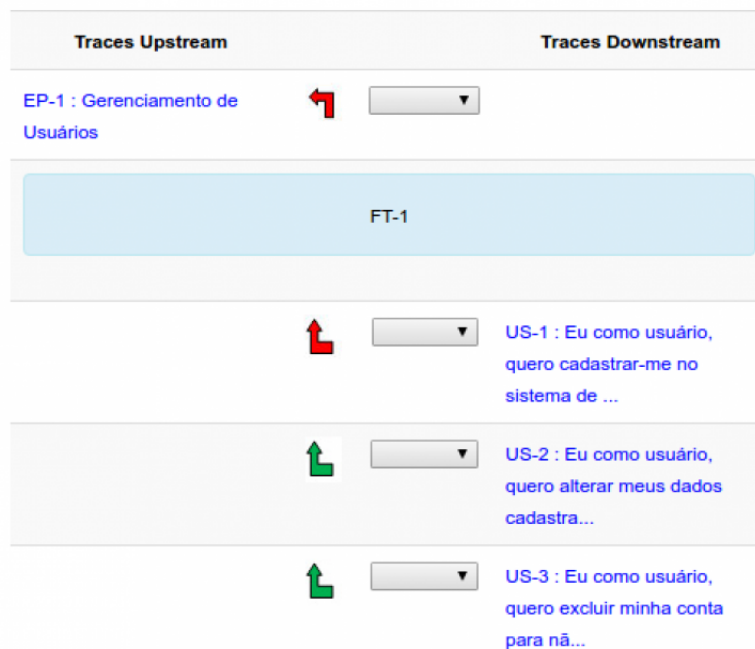 Traces Upstream
Traces Downstream
EP-1 : Gerenciamento de
Usuários
FT-1
US-1 : Eu como usuário,
quero cadastrar-me no
sistema de ...
US-2 : Eu como usuário,
quero alterar meus dados
cadastra...
US-3 : Eu como usuário,
quero excluir minha conta
para nã...